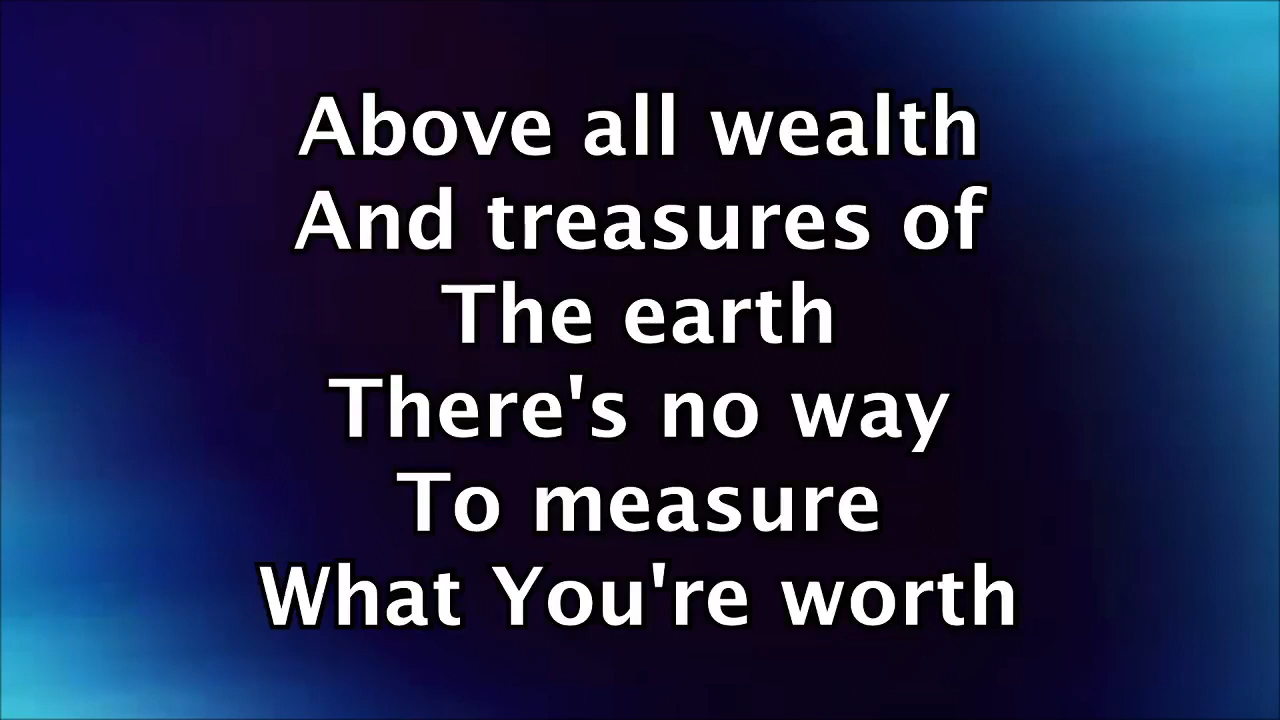 Above all wealth
And treasures of
The earth
There's no way
To measure
What You're worth